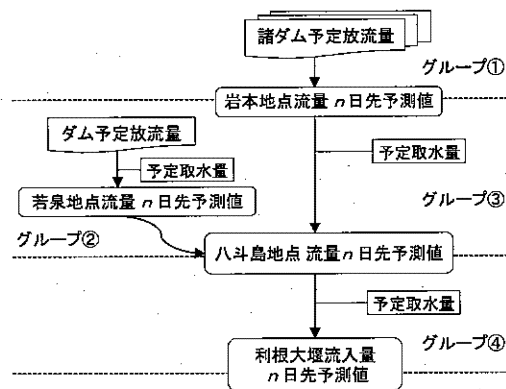 諸ダム予定放流量
グループ①
岩本地点流量 n 日先予測値
ダム予定放流量
予定取水量
予定取水量
若泉地点流量 n 日先予測値
グループ③
グループ②
八斗島地点 流量 n 日先予測値
予定取水量
グループ④
利根大堰流入量
n 日先予測値